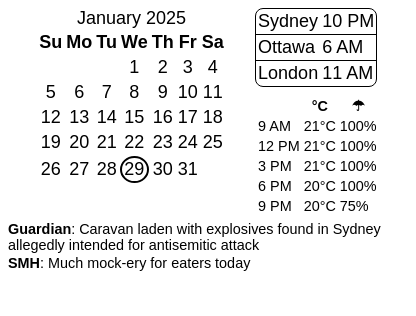 January 2025
Su Mo Tu We Th Fr Sa
1 2 3 4
5 6 7 8 9 10 11
12 13 14 15 16 17 18
19 20 21 22 23 24 25
26 27 28 29 30 31
Sydney 10 PM
Ottawa 6 AM
London 11 AM
°C ☂
9 AM 21°C 100%
12 PM 21°C 100%
3 PM 21°C 100%
6 PM 20°C 100%
9 PM 20°C 75%
Guardian: Caravan laden with explosives found in Sydney
allegedly intended for antisemitic attack
SMH: Much mock-ery for eaters today